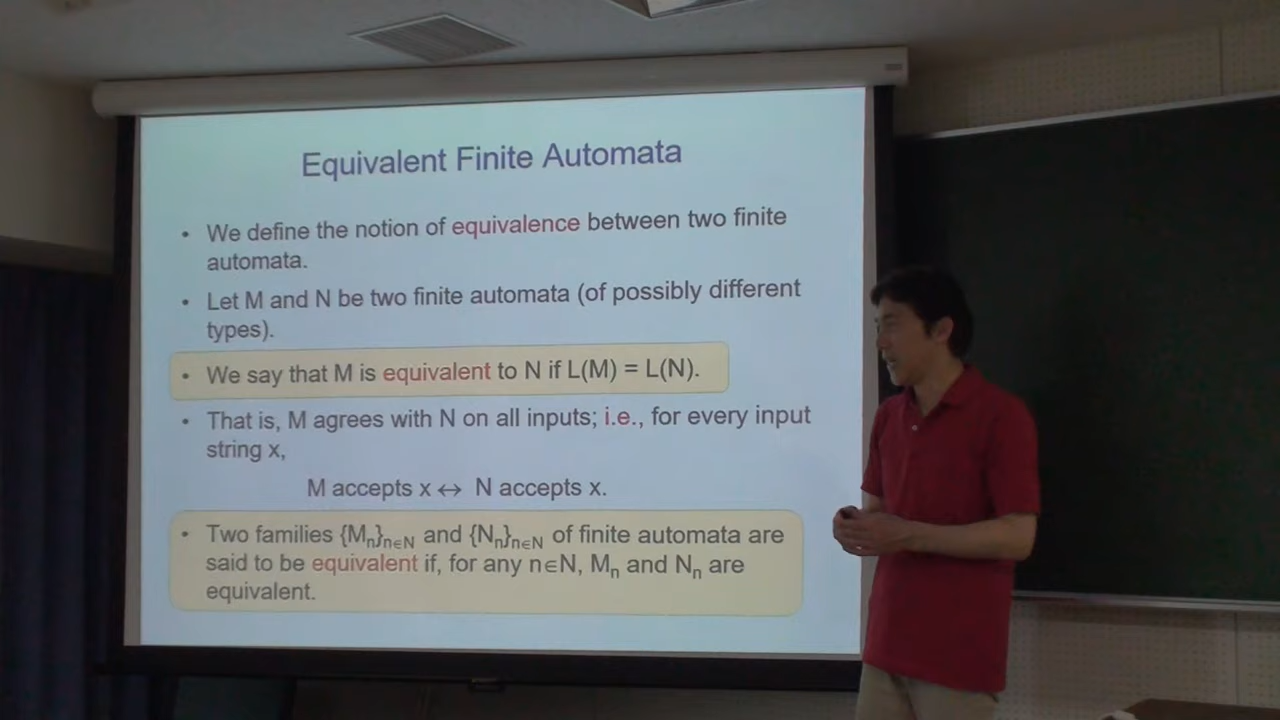 Equivalent Finite Automata
• We define the notion of equivalence between two finite
automata.
• Let M and N be two finite automata (of possibly different
types).
• We say that M is equivalent to N if L(M) = L(N).
• That is, M agrees with N on all inputs; i.e., for every input
string x,
M accepts x ↔ N accepts x.
• Two families {Mₙ}ₙ∈N and {Nₙ}ₙ∈N of finite automata are
said to be equivalent if, for any n∈N, Mₙ and Nₙ are
equivalent.